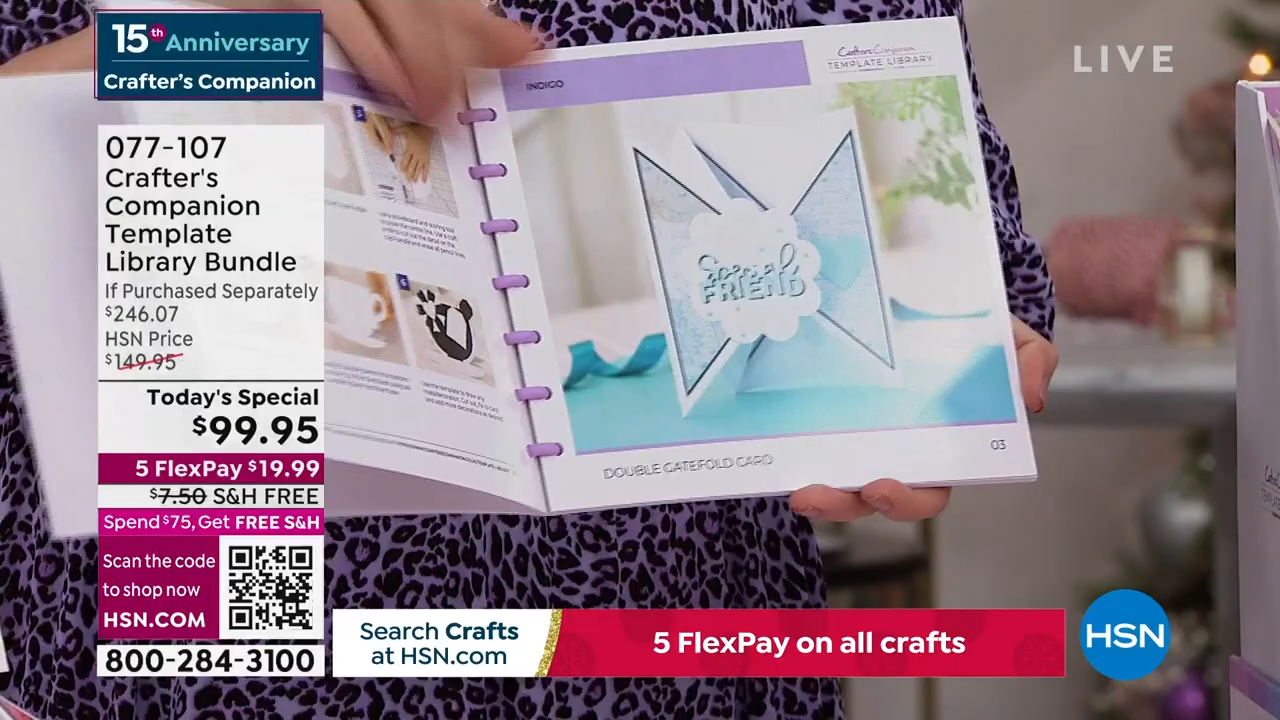 15th Anniversary
Crafter's Companion
077-107
Crafter's
Companion
Template
Library Bundle
If Purchased Separately
$246.07
HSN Price
$149.95
Today's Special
$99.95
5 FlexPay $19.99
$7.50 S&H FREE
Spend $75, Get FREE S&H
Scan the code
to shop now
HSN.COM
800-284-3100
INDIGO
Crafter's Companion
TEMPLATE LIBRARY
Special
FRIEND
DOUBLE GATEFOLD CARD
03
LIVE
Search Crafts
at HSN.com
5 FlexPay on all crafts
HSN